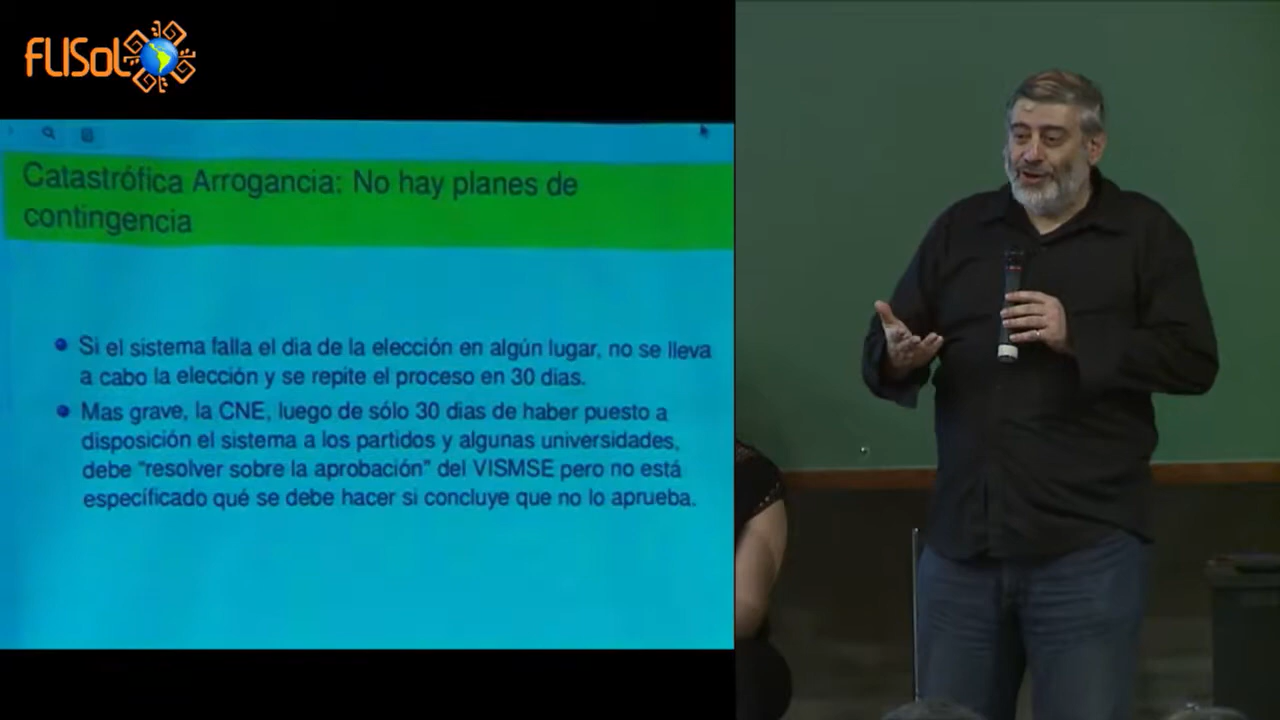 FLISoL
Catastrófica Arrogancia: No hay planes de
contingencia
Si el sistema falla el dia de la elección en algún lugar, no se lleva
a cabo la elección y se repite el proceso en 30 dias.
Mas grave, la CNE, luego de sólo 30 dias de haber puesto a
disposición el sistema a los partidos y algunas universidades,
debe "resolver sobre la aprobación" del VISMSE pero no está
específicado qué se debe hacer si concluye que no lo aprueba.